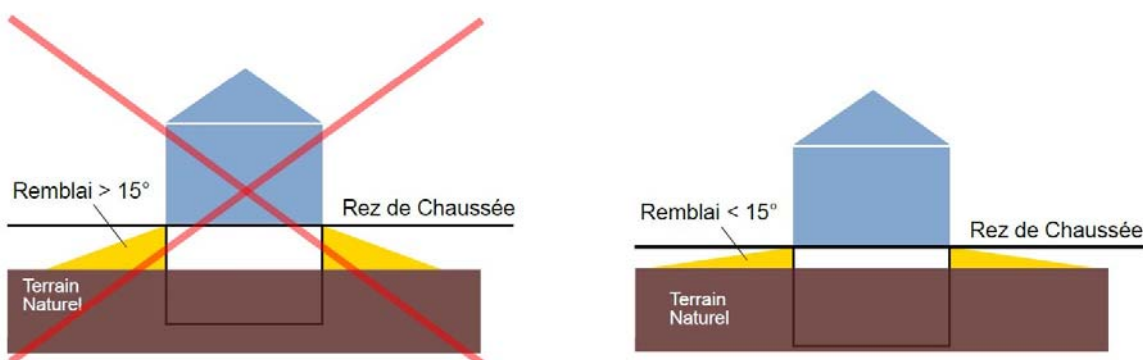 Remblai > 15°
Rez de Chaussée
Terrain
Naturel
Remblai < 15°
Rez de Chaussée
Terrain
Naturel